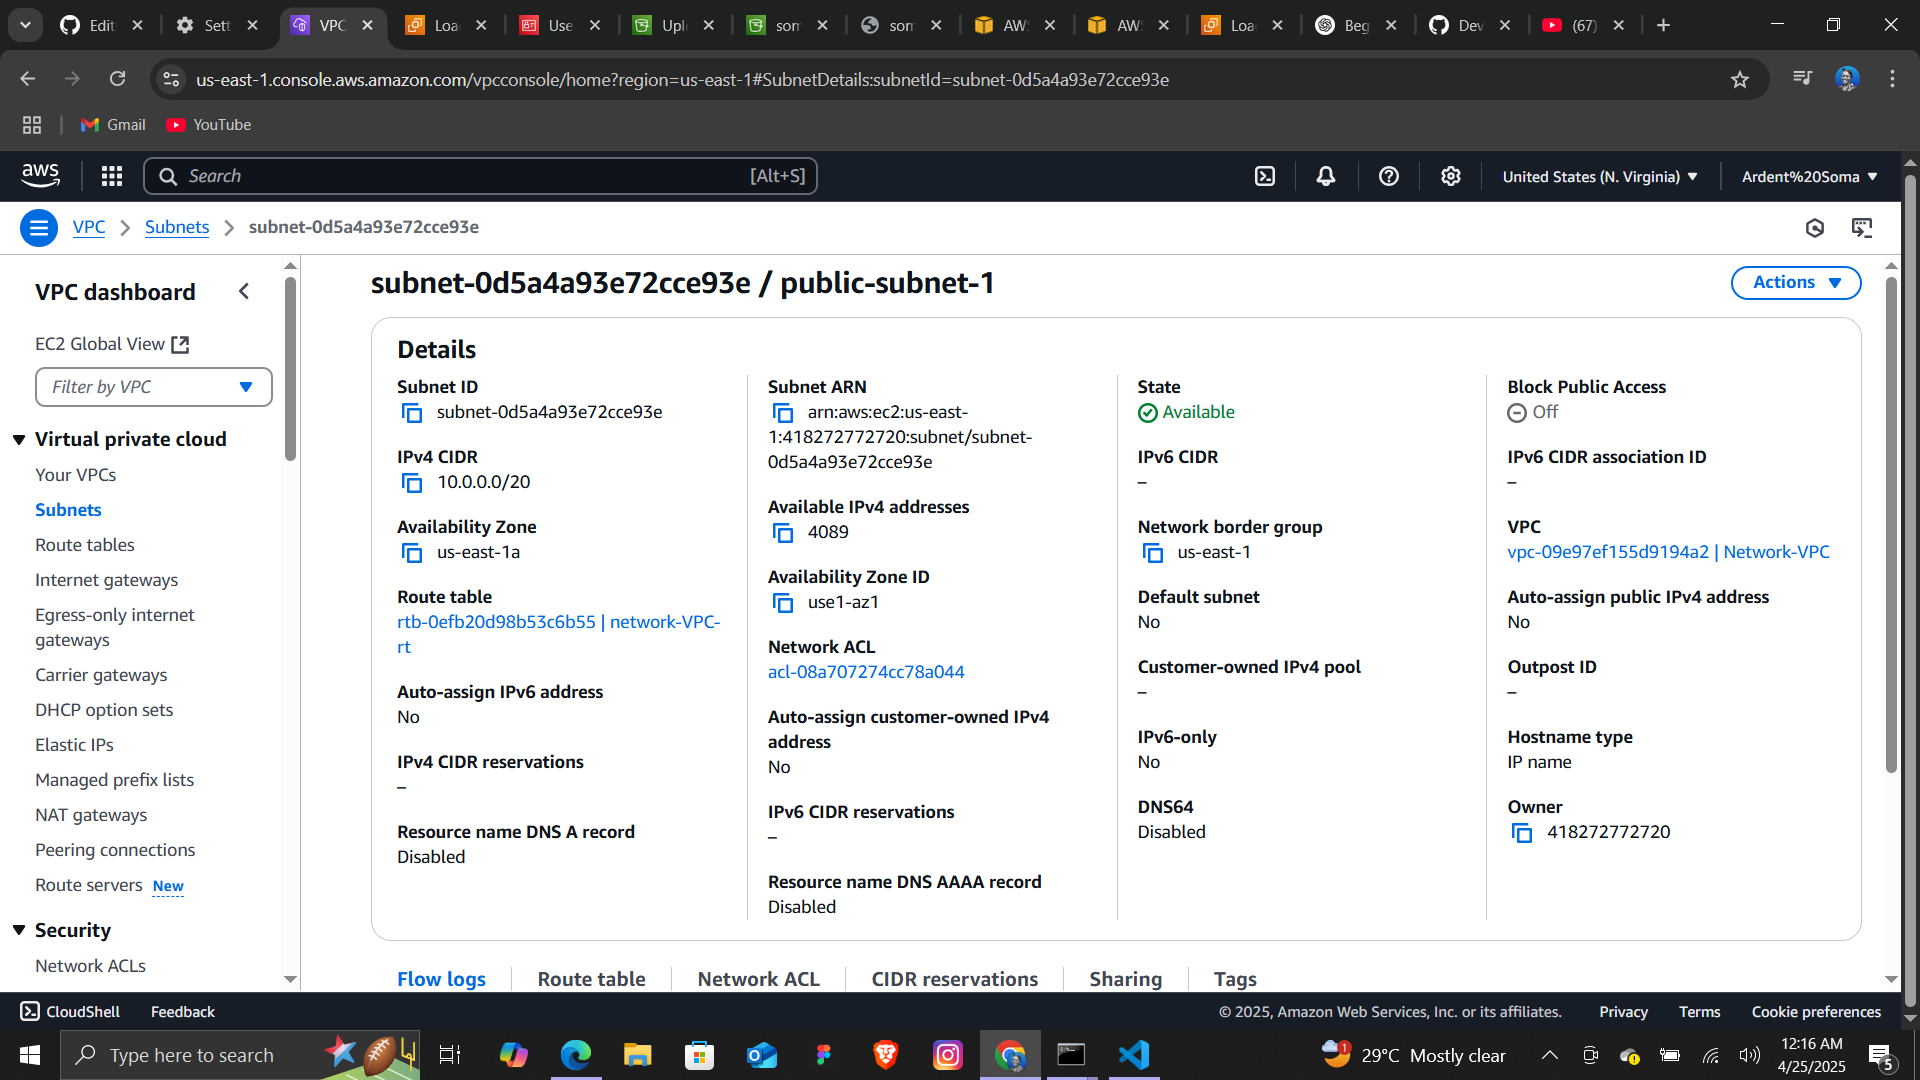 Edit
Sett
VPC
Loa
Use
Uplo
som
som
AWS
AWS
Loa
Beg
Dev
(67)
us-east-1.console.aws.amazon.com/vpcconsole/home?region=us-east-1#SubnetDetails:subnetId=subnet-0d5a4a93e72cce93e
Gmail
YouTube
aws
Search
[Alt+S]
United States (N. Virginia)
Ardent%20Soma
VPC
Subnets
subnet-0d5a4a93e72cce93e
VPC dashboard
EC2 Global View
Filter by VPC
Virtual private cloud
Your VPCs
Subnets
Route tables
Internet gateways
Egress-only internet
gateways
Carrier gateways
DHCP option sets
Elastic IPs
Managed prefix lists
NAT gateways
Peering connections
Route servers New
Security
Network ACLs
subnet-0d5a4a93e72cce93e / public-subnet-1
Actions
Details
Subnet ID
subnet-0d5a4a93e72cce93e
IPv4 CIDR
10.0.0.0/20
Availability Zone
us-east-1a
Route table
rtb-0efb20d98b53c6b55 | network-VPC-
rt
Auto-assign IPv6 address
No
IPv4 CIDR reservations
–
Resource name DNS A record
Disabled
Subnet ARN
arn:aws:ec2:us-east-
1:418272772720:subnet/subnet-
0d5a4a93e72cce93e
Available IPv4 addresses
4089
Availability Zone ID
use1-az1
Network ACL
acl-08a707274cc78a044
Auto-assign customer-owned IPv4
address
No
IPv6 CIDR reservations
–
Resource name DNS AAAA record
Disabled
State
Available
IPv6 CIDR
–
Network border group
us-east-1
Default subnet
No
Customer-owned IPv4 pool
–
IPv6-only
No
DNS64
Disabled
Block Public Access
Off
IPv6 CIDR association ID
–
VPC
vpc-09e97ef155d9194a2 | Network-VPC
Auto-assign public IPv4 address
No
Outpost ID
–
Hostname type
IP name
Owner
418272772720
Flow logs
Route table
Network ACL
CIDR reservations
Sharing
Tags
CloudShell
Feedback
© 2025, Amazon Web Services, Inc. or its affiliates.
Privacy
Terms
Cookie preferences
Type here to search
1
29°C Mostly clear
12:16 AM
4/25/2025
5